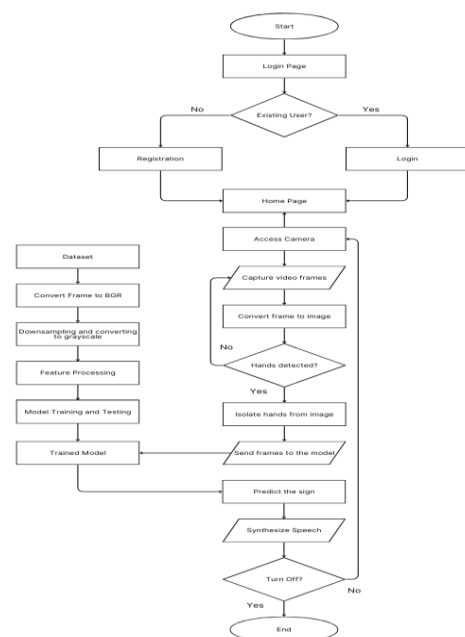 Start
Login Page
Existing User?
No
Yes
Registration
Login
Home Page
Access Camera
Dataset
Capture video frames
Convert Frame to BGR
Convert frame to image
Downsampling and converting
to grayscale
No
Hands detected?
Feature Processing
Yes
Model Training and Testing
Isolate hands from image
Trained Model
Send frames to the model
Predict the sign
Synthesize Speech
Turn Off?
No
Yes
End